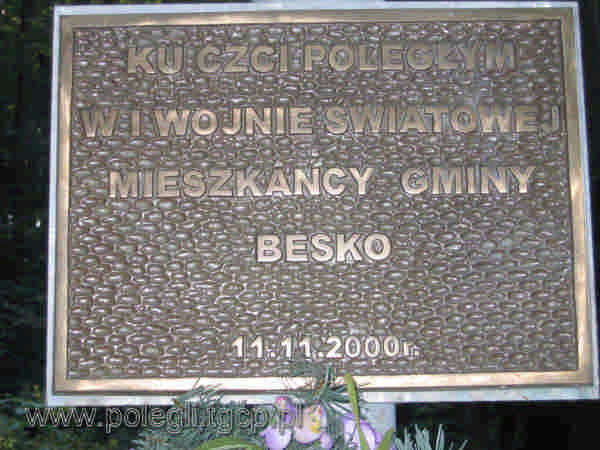 KU CZCI POLEGŁYM
W I WOJNIE ŚWIATOWEJ
MIESZKAŃCY GMINY
BESKO
11.11.2000r.
www.polegli.tgcp.pl